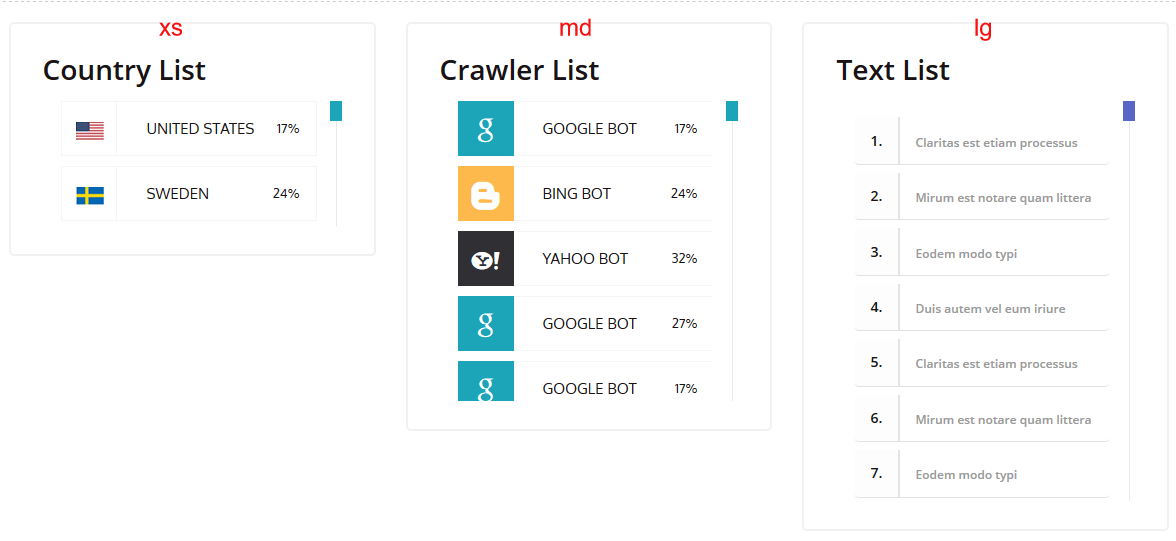 xs
Country List
UNITED STATES 17%
SWEDEN 24%
md
Crawler List
g GOOGLE BOT 17%
BING BOT 24%
Y! YAHOO BOT 32%
g GOOGLE BOT 27%
g GOOGLE BOT 17%
lg
Text List
1. Claritas est etiam processus
2. Mirum est notare quam littera
3. Eodem modo typi
4. Duis autem vel eum iriure
5. Claritas est etiam processus
6. Mirum est notare quam littera
7. Eodem modo typi